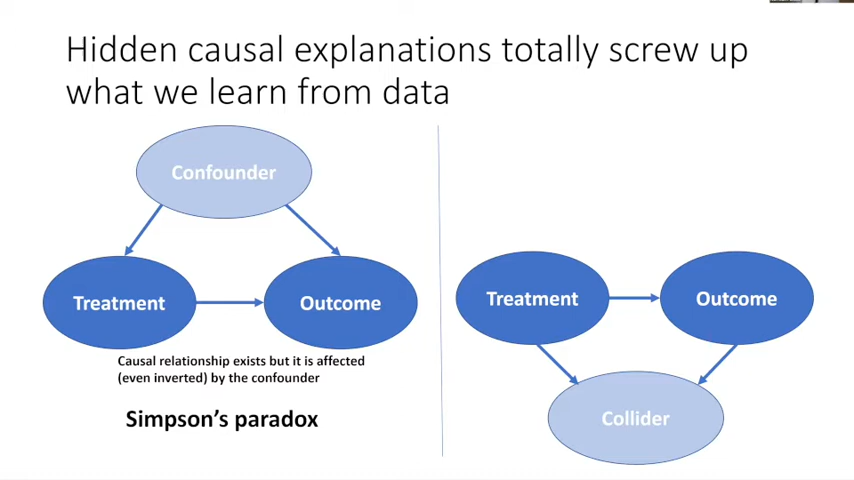 Hidden causal explanations totally screw up
what we learn from data
Confounder
Treatment
Outcome
Causal relationship exists but it is affected
(even inverted) by the confounder
Simpson's paradox
Treatment
Outcome
Collider